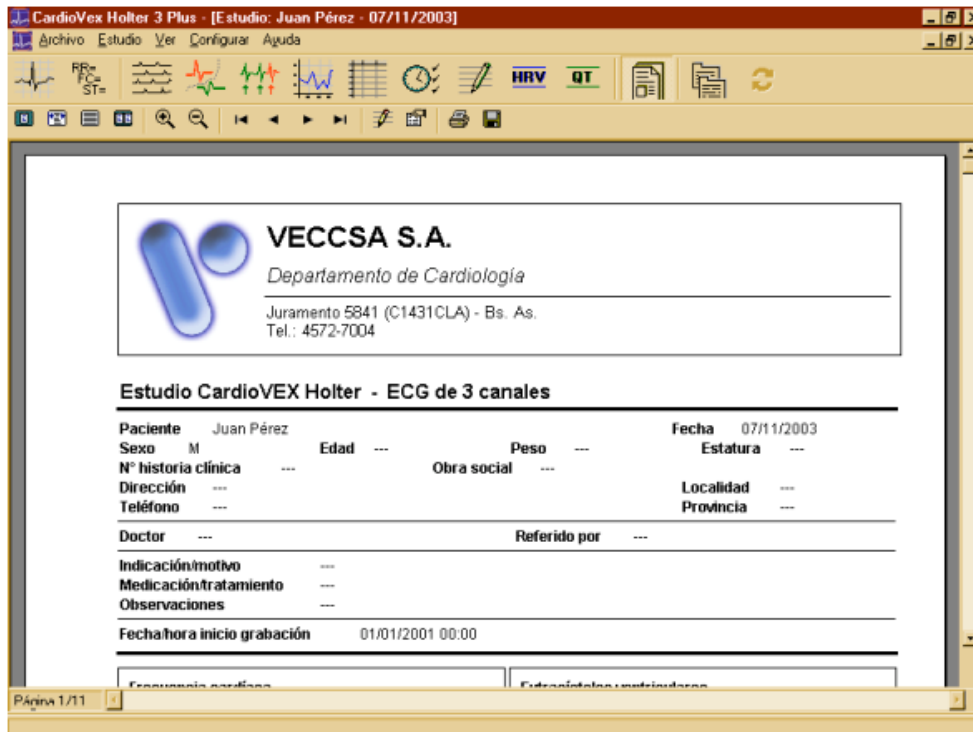 CardioVex Holter 3 Plus - [Estudio: Juan Pérez - 07/11/2003]
Archivo Estudio Ver Configurar Ayuda
RR=
FC=
ST=
HRV QT
VECCSA S.A.
Departamento de Cardiología
Juramento 5841 (C1431CLA) - Bs. As.
Tel.: 4572-7004
Estudio CardioVEX Holter - ECG de 3 canales
Paciente Juan Pérez Fecha 07/11/2003
Sexo M Edad --- Peso --- Estatura ---
N° historia clínica --- Obra social ---
Dirección --- Localidad ---
Teléfono --- Provincia ---
Doctor --- Referido por ---
Indicación/motivo ---
Medicación/tratamiento ---
Observaciones ---
Fecha/hora inicio grabación 01/01/2001 00:00
Frecuencia cardíaca Extrasístoles ventriculares
Página 1/11